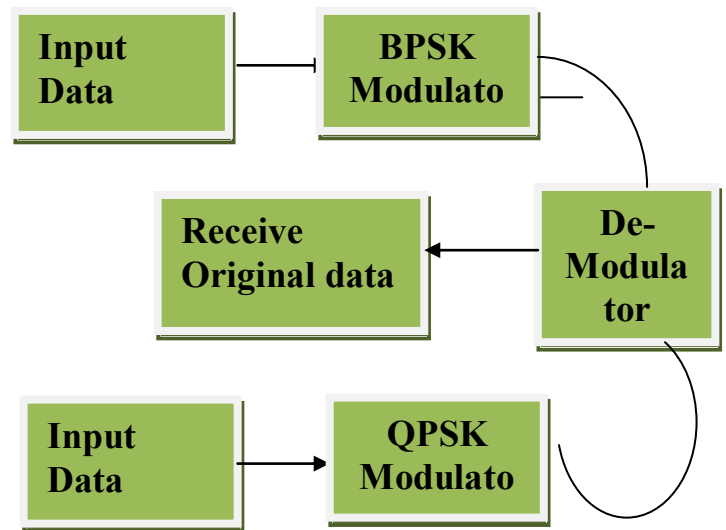 Input
Data
BPSK
Modulato
Receive
Original data
De-
Modula
tor
Input
Data
QPSK
Modulato